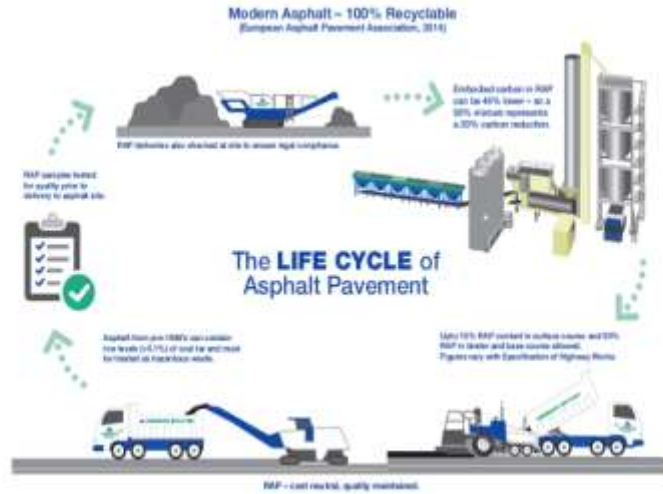 Modern Asphalt – 100% Recyclable
(European Asphalt Pavement Association, 2014)
Embodied carbon in RAP
can be 40% lower – so a
50% mixture represents
a 20% carbon reduction.
RAP deliveries also checked at site to ensure legal compliance.
RAP samples tested
for quality prior to
delivery to asphalt site.
The LIFE CYCLE of
Asphalt Pavement
Asphalt from pre 1980's can contain
low levels (>0.1%) of coal tar and must
be treated as hazardous waste.
Upto 10% RAP content in surface course and 50%
RAP in binder and base course allowed.
Figures vary with Specification of Highway Works.
RAP – cost neutral, quality maintained.